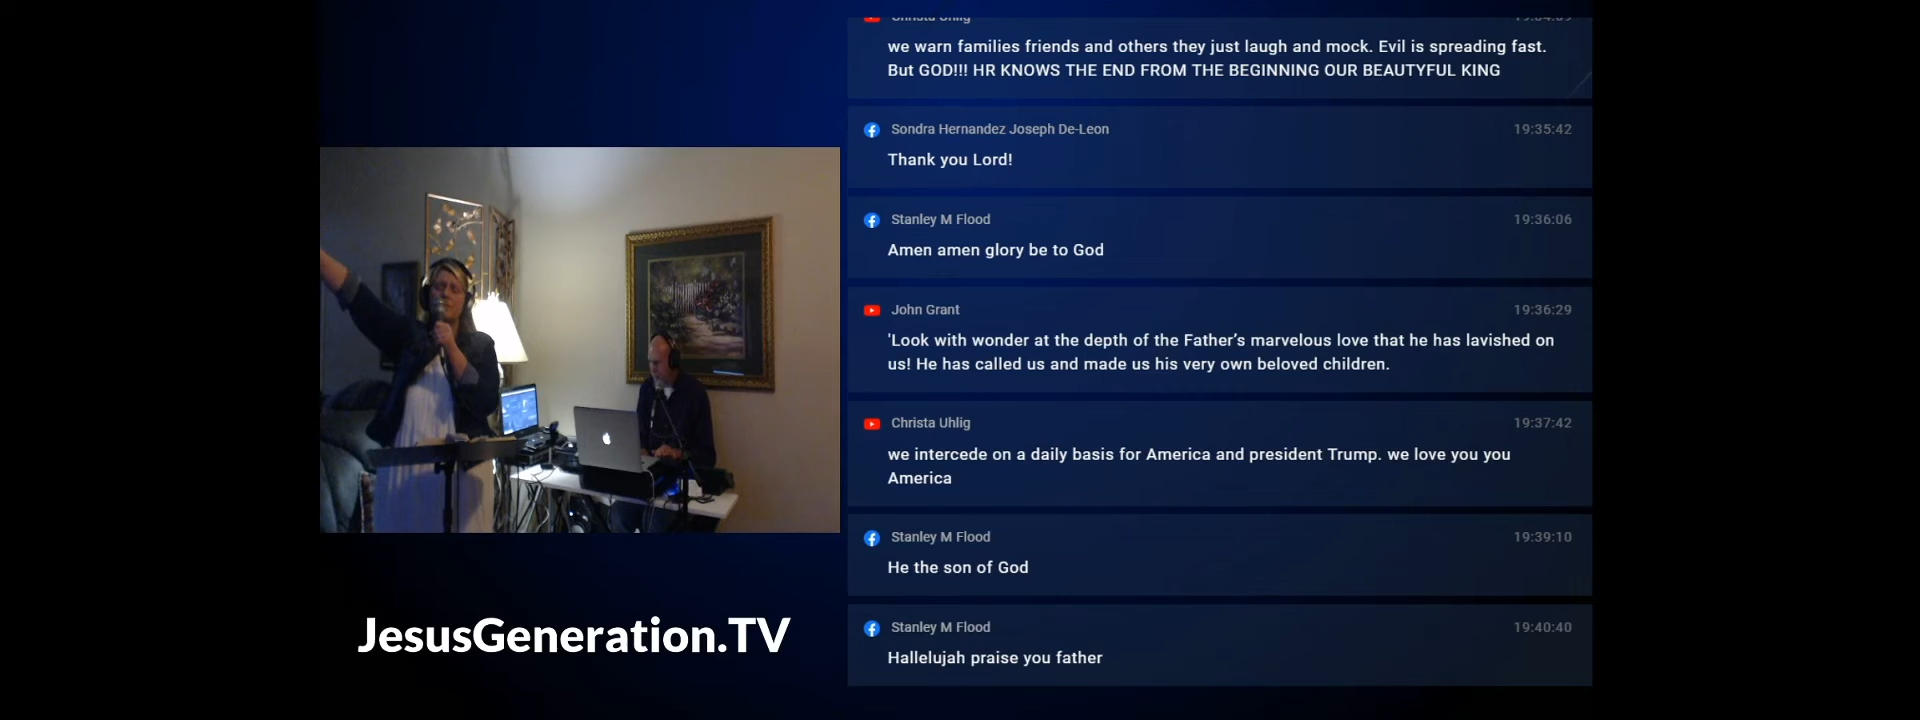 Christa Uhlig 19:34:09
we warn families friends and others they just laugh and mock. Evil is spreading fast.
But GOD!!! HR KNOWS THE END FROM THE BEGINNING OUR BEAUTYFUL KING
Sondra Hernandez Joseph De-Leon 19:35:42
Thank you Lord!
Stanley M Flood 19:36:06
Amen amen glory be to God
John Grant 19:36:29
'Look with wonder at the depth of the Father’s marvelous love that he has lavished on
us! He has called us and made us his very own beloved children.
Christa Uhlig 19:37:42
we intercede on a daily basis for America and president Trump. we love you you
America
Stanley M Flood 19:39:10
He the son of God
Stanley M Flood 19:40:40
Hallelujah praise you father
JesusGeneration.TV